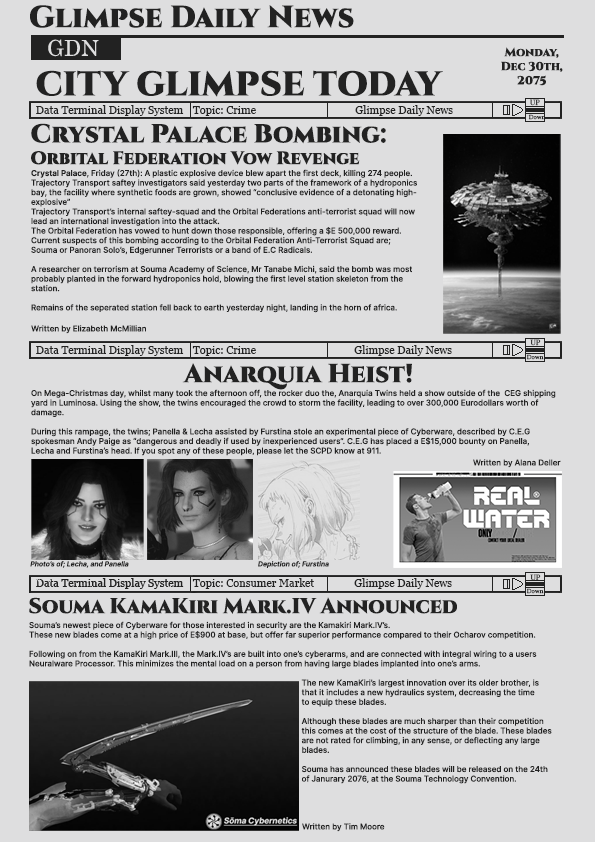 Glimpse Daily News
GDN
Monday,
Dec 30th,
2075
CITY GLIMPSE TODAY
Data Terminal Display System Topic: Crime Glimpse Daily News UP Down
Crystal Palace Bombing:
Orbital Federation Vow Revenge
Crystal Palace, Friday (27th): A plastic explosive device blew apart the first deck, killing 274 people.
Trajectory Transport saftey investigators said yesterday two parts of the framework of a hydroponics
bay, the facility where synthetic foods are grown, showed “conclusive evidence of a detonating high-
explosive”
Trajectory Transport's internal saftey-squad and the Orbital Federations anti-terrorist squad will now
lead an international investigation into the attack.
The Orbital Federation has vowed to hunt down those responsible, offering a $E 500,000 reward.
Current suspects of this bombing according to the Orbital Federation Anti-Terrorist Squad are;
Souma or Panoran Solo's, Edgerunner Terrorists or a band of E.C Radicals.
A researcher on terrorism at Souma Academy of Science, Mr Tanabe Michi, said the bomb was most
probably planted in the forward hydroponics hold, blowing the first level station skeleton from the
station.
Remains of the seperated station fell back to earth yesterday night, landing in the horn of africa.
Written by Elizabeth McMillian
Data Terminal Display System Topic: Crime Glimpse Daily News UP Down
Anarquia Heist!
On Mega-Christmas day, whilst many took the afternoon off, the rocker duo the, Anarquia Twins held a show outside of the CEG shipping
yard in Luminosa. Using the show, the twins encouraged the crowd to storm the facility, leading to over 300,000 Eurodollars worth of
damage.
During this rampage, the twins; Panella & Lecha assisted by Furstina stole an experimental piece of Cyberware, described by C.E.G
spokesman Andy Paige as “dangerous and deadly if used by inexperienced users”. C.E.G has placed a E$15,000 bounty on Panella,
Lecha and Furstina's head. If you spot any of these people, please let the SCPD know at 911.
Written by Alana Deller
Photo's of; Lecha, and Panella
Depiction of; Furstina
REAL®
WATER
ONLY
Data Terminal Display System Topic: Consumer Market Glimpse Daily News UP Down
Souma KamaKiri Mark.IV Announced
Souma's newest piece of Cyberware for those interested in security are the Kamakiri Mark.IV's.
These new blades come at a high price of E$900 at base, but offer far superior performance compared to their Ocharov competition.
Following on from the KamaKiri Mark.III, the Mark.IV's are built into one's cyberarms, and are connected with integral wiring to a users
Neuralware Processor. This minimizes the mental load on a person from having large blades implanted into one's arms.
The new KamaKiri's largest innovation over its older brother, is
that it includes a new hydraulics system, decreasing the time
to equip these blades.
Although these blades are much sharper than their competition
this comes at the cost of the structure of the blade. These blades
are not rated for climbing, in any sense, or deflecting any large
blades.
Souma has announced these blades will be released on the 24th
of Janurary 2076, at the Souma Technology Convention.
Sōma Cybernetics
Written by Tim Moore